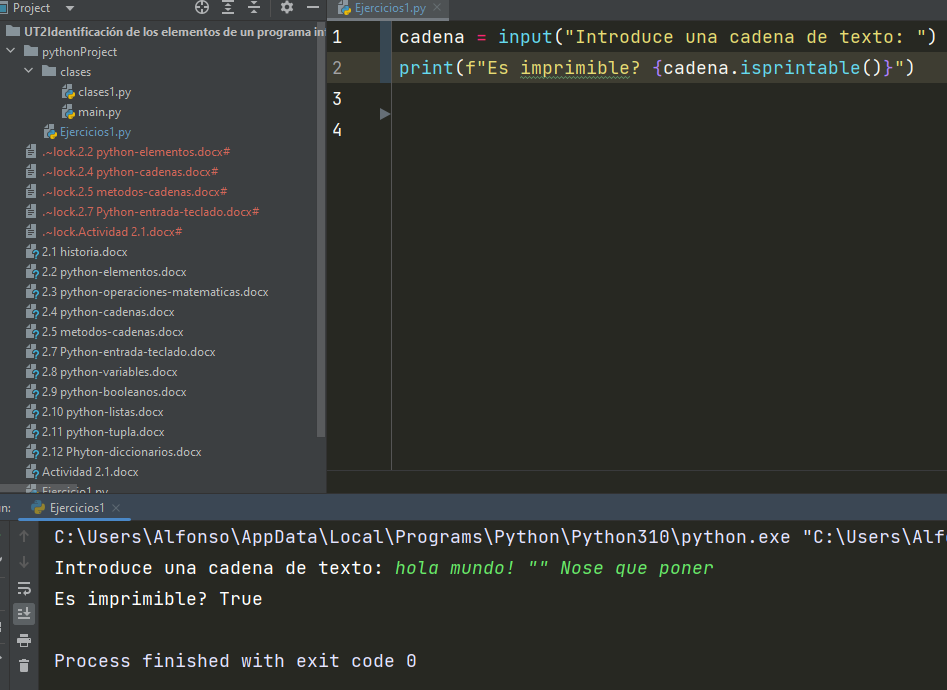 Project
Ejercicios1.py
UT2Identificación de los elementos de un programa
pythonProject
clases
clases1.py
main.py
Ejercicios1.py
.~lock.2.2 python-elementos.docx#
.~lock.2.4 python-cadenas.docx#
.~lock.2.5 metodos-cadenas.docx#
.~lock.2.7 Python-entrada-teclado.docx#
.~lock.Actividad 2.1.docx#
2.1 historia.docx
2.2 python-elementos.docx
2.3 python-operaciones-matematicas.docx
2.4 python-cadenas.docx
2.5 metodos-cadenas.docx
2.7 Python-entrada-teclado.docx
2.8 python-variables.docx
2.9 python-booleanos.docx
2.10 python-listas.docx
2.11 python-tupla.docx
2.12 Phyton-diccionarios.docx
Actividad 2.1.docx
Ejercicio1.py
1 cadena = input("Introduce una cadena de texto: ")
2 print(f"Es imprimible? {cadena.isprintable()}")
3
4
Ejercicios1
C:\Users\Alfonso\AppData\Local\Programs\Python\Python310\python.exe "C:\Users\Alf
Introduce una cadena de texto: hola mundo! "" Nose que poner
Es imprimible? True
Process finished with exit code 0